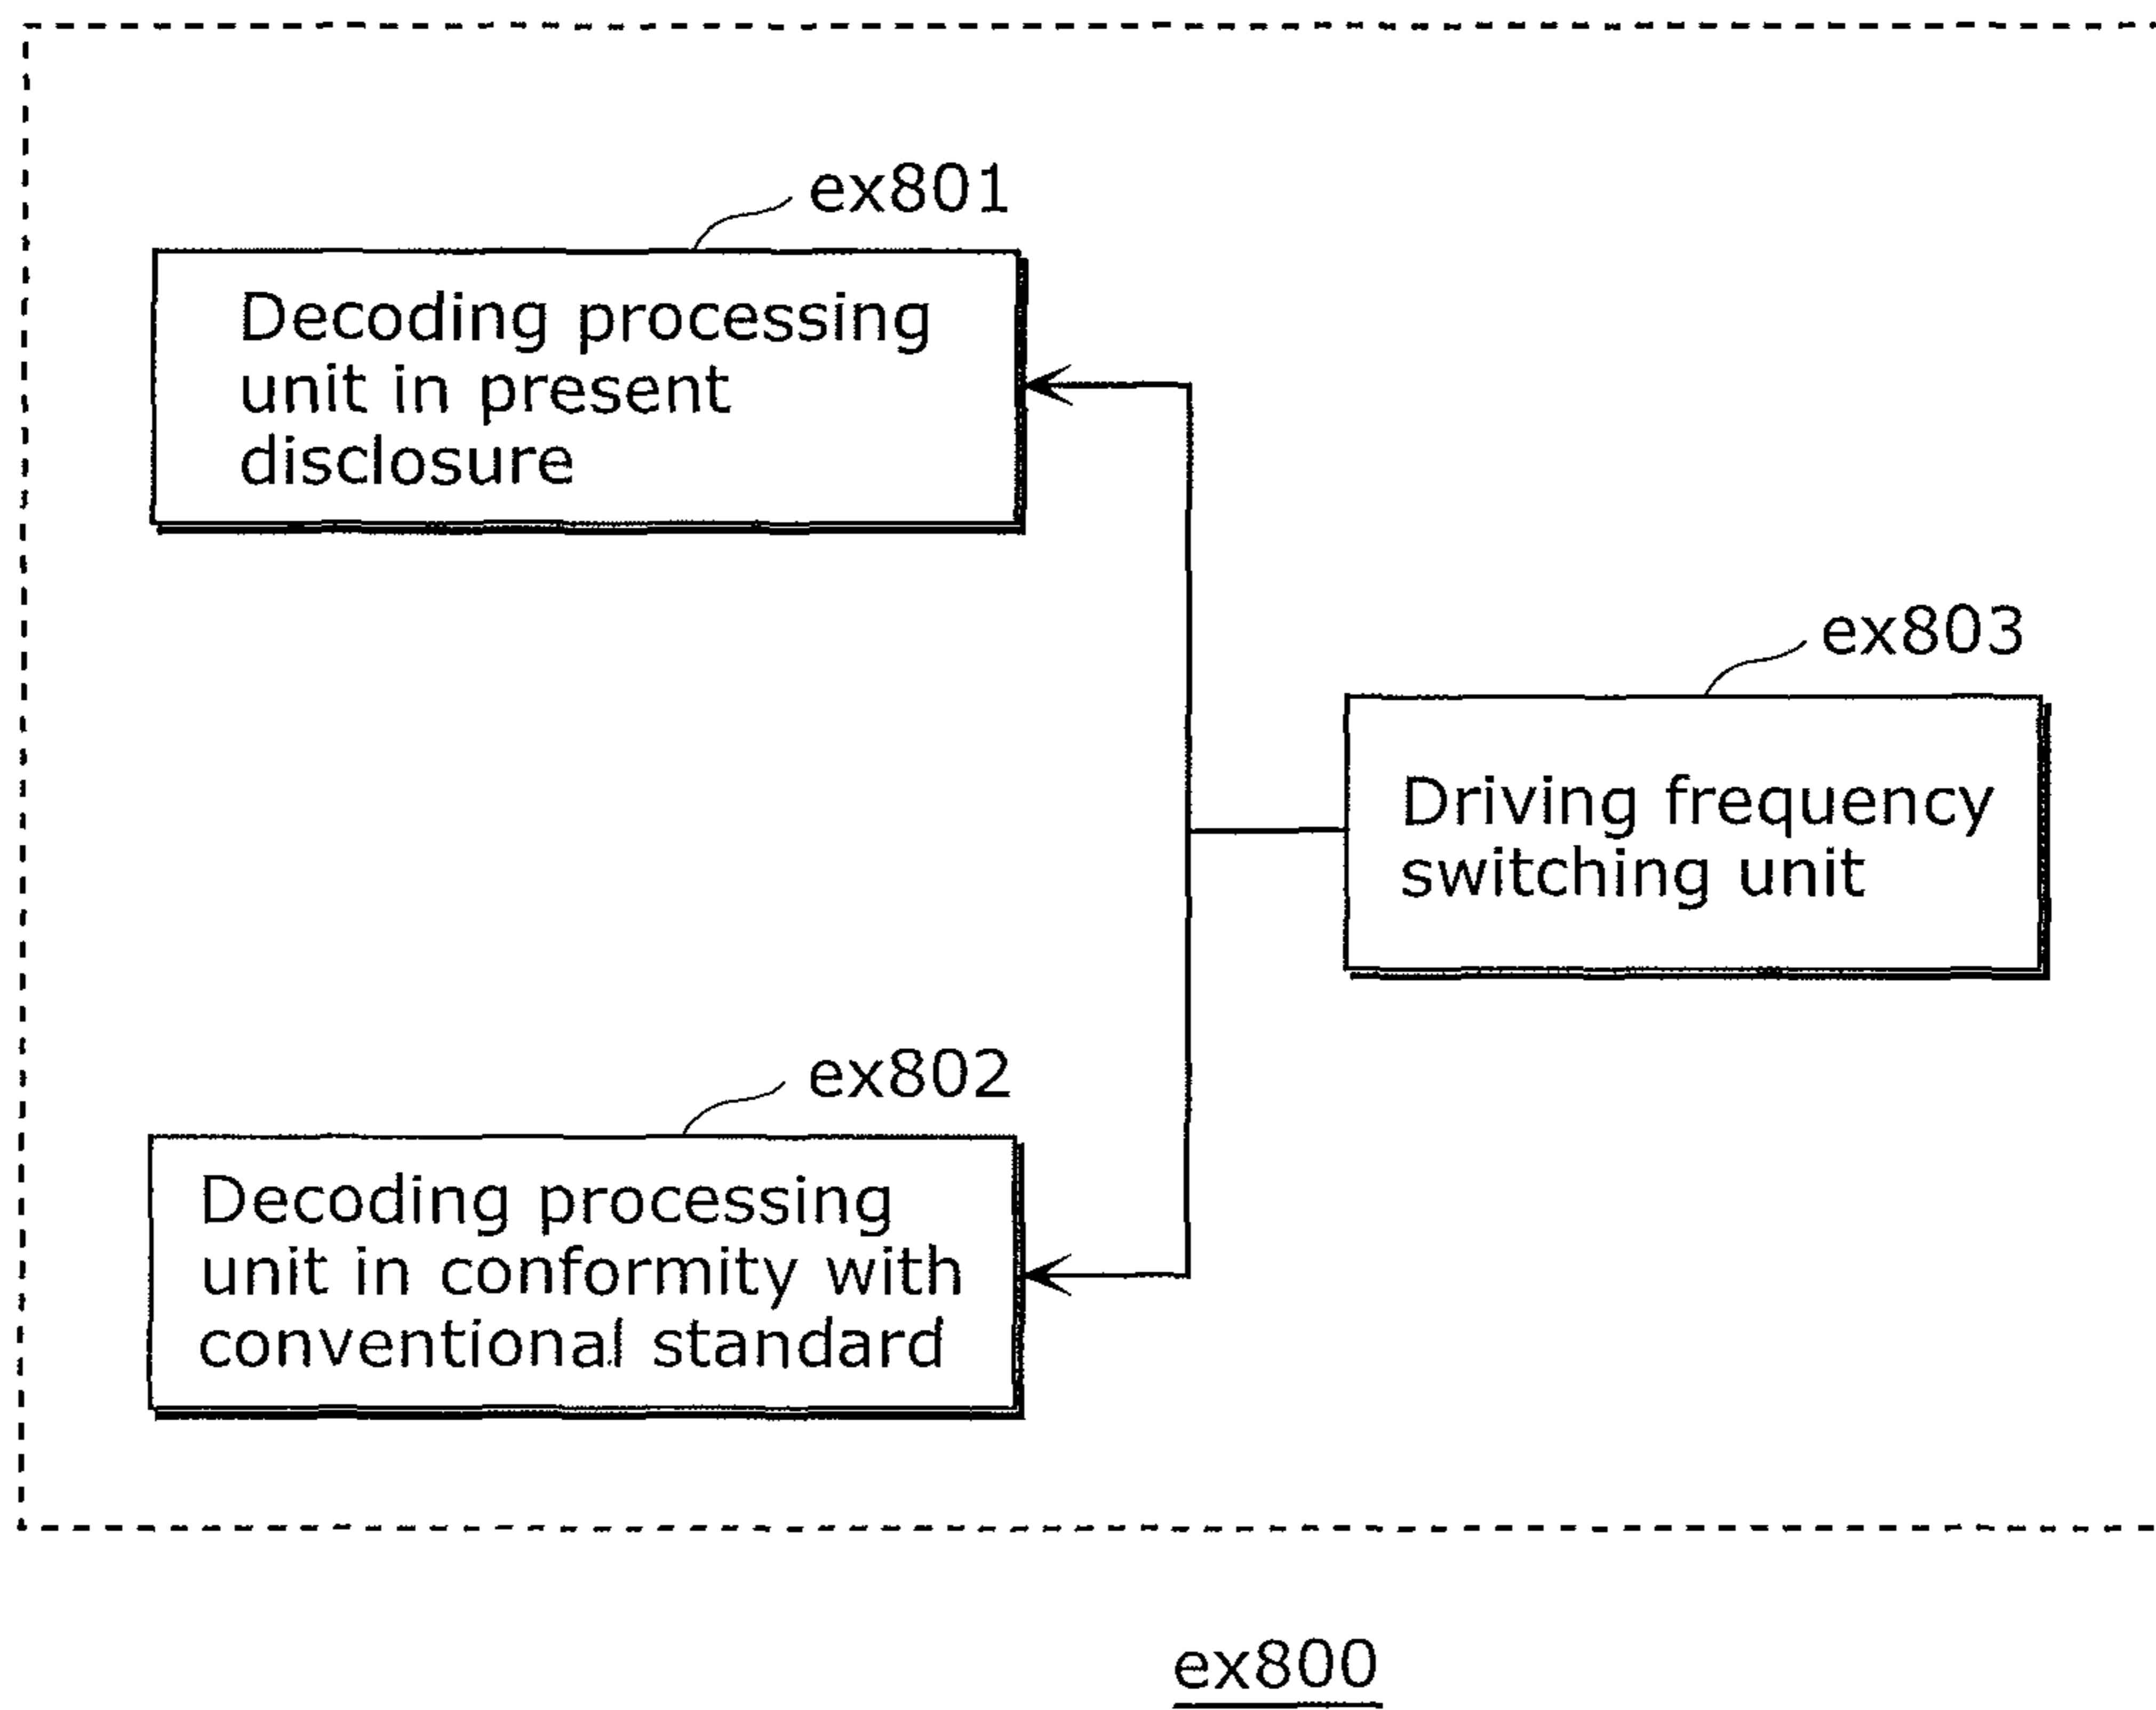 ex801
Decoding processing
unit in present
disclosure
ex803
Driving frequency
switching unit
ex802
Decoding processing
unit in conformity with
conventional standard
ex800